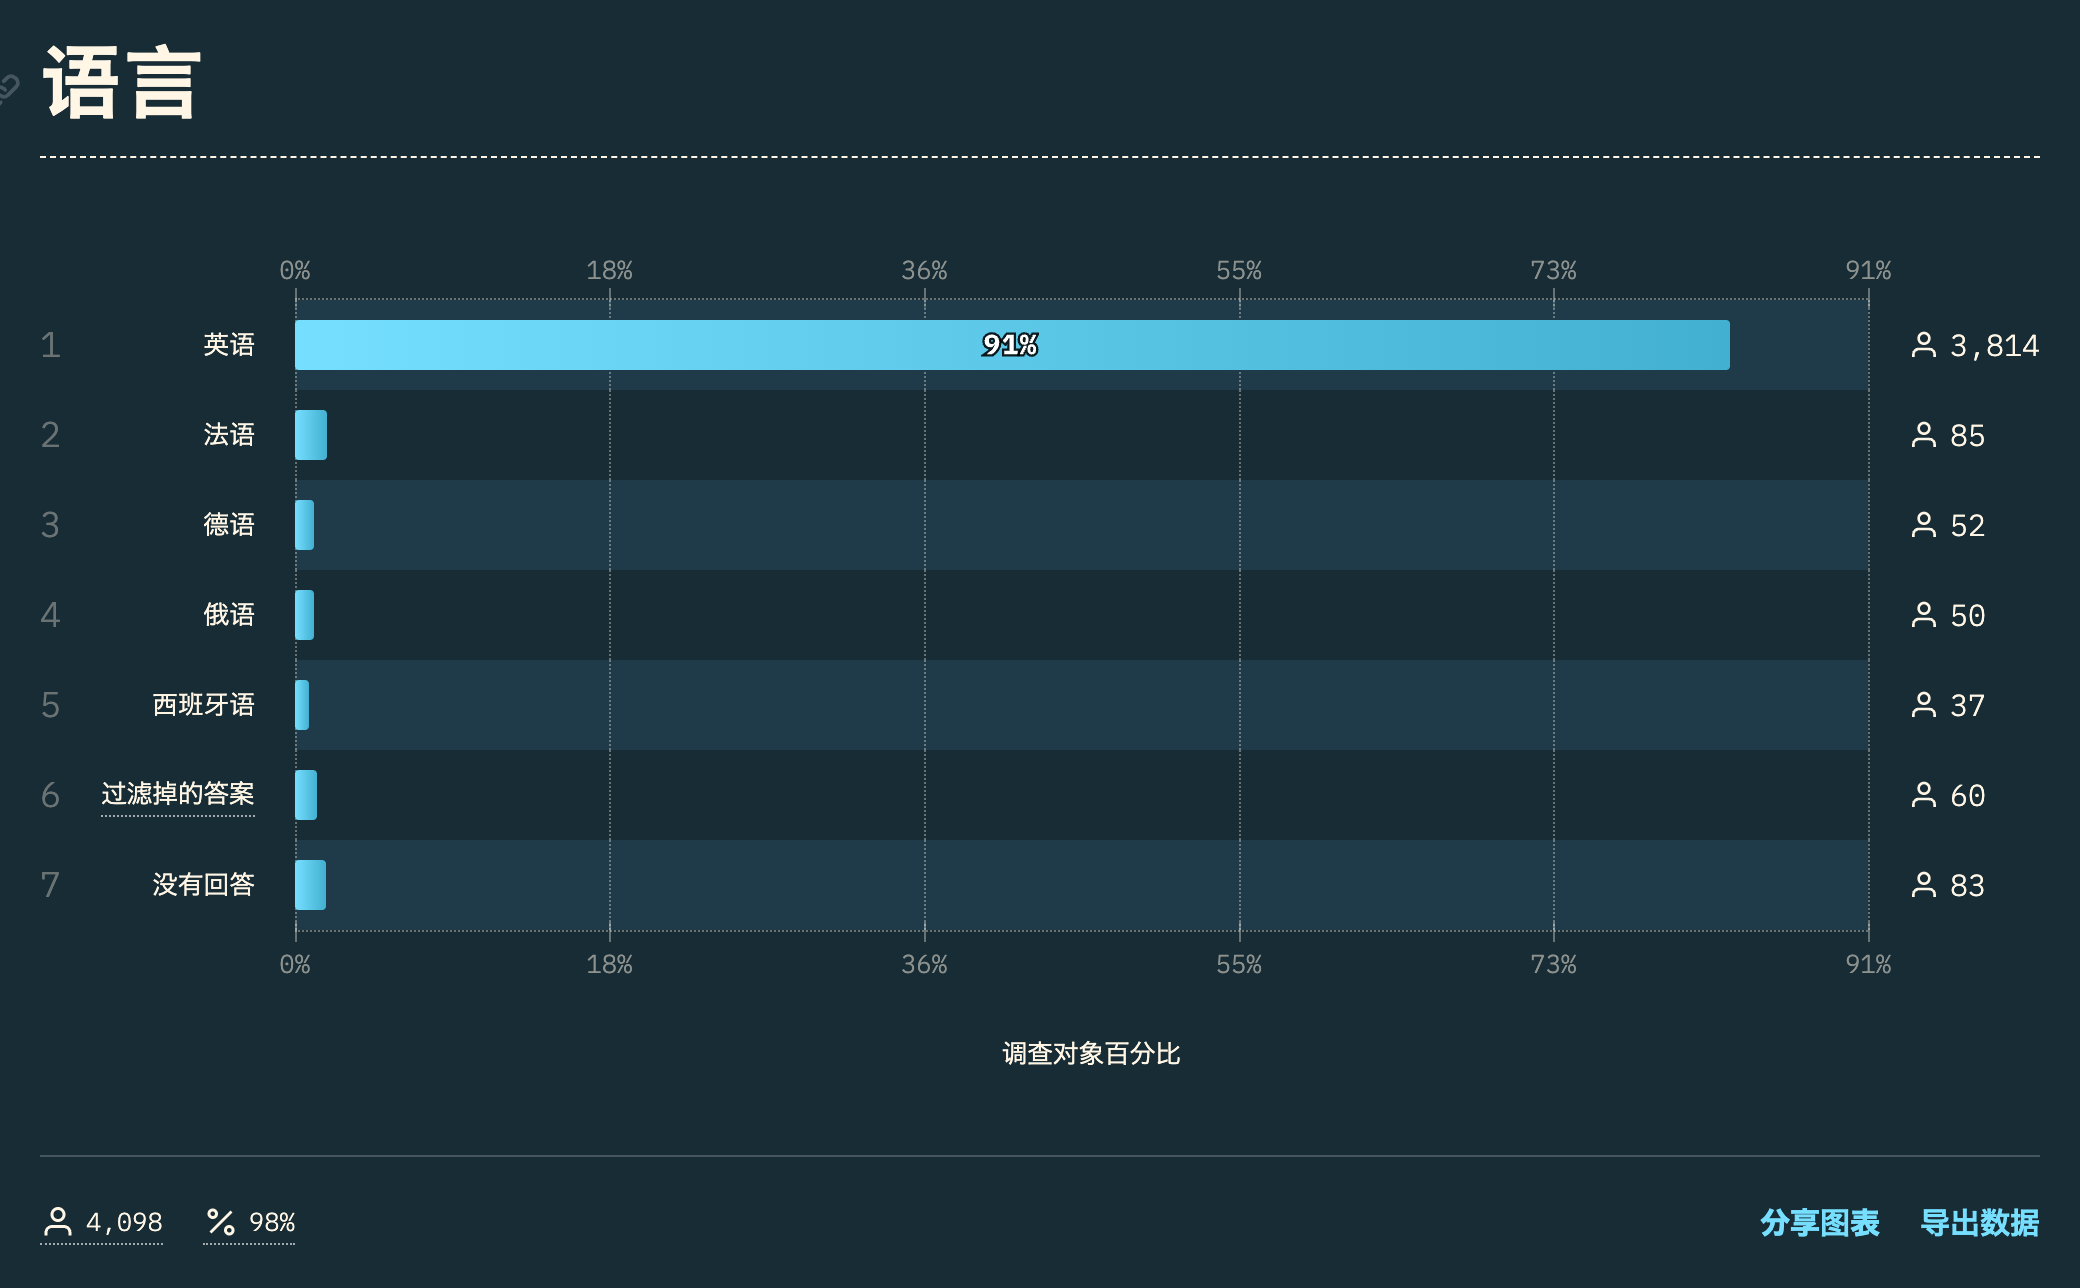 语言
0% 18% 36% 55% 73% 91%
1 英语 91% 3,814
2 法语 85
3 德语 52
4 俄语 50
5 西班牙语 37
6 过滤掉的答案 60
7 没有回答 83
0% 18% 36% 55% 73% 91%
调查对象百分比
4,098 98% 分享图表 导出数据